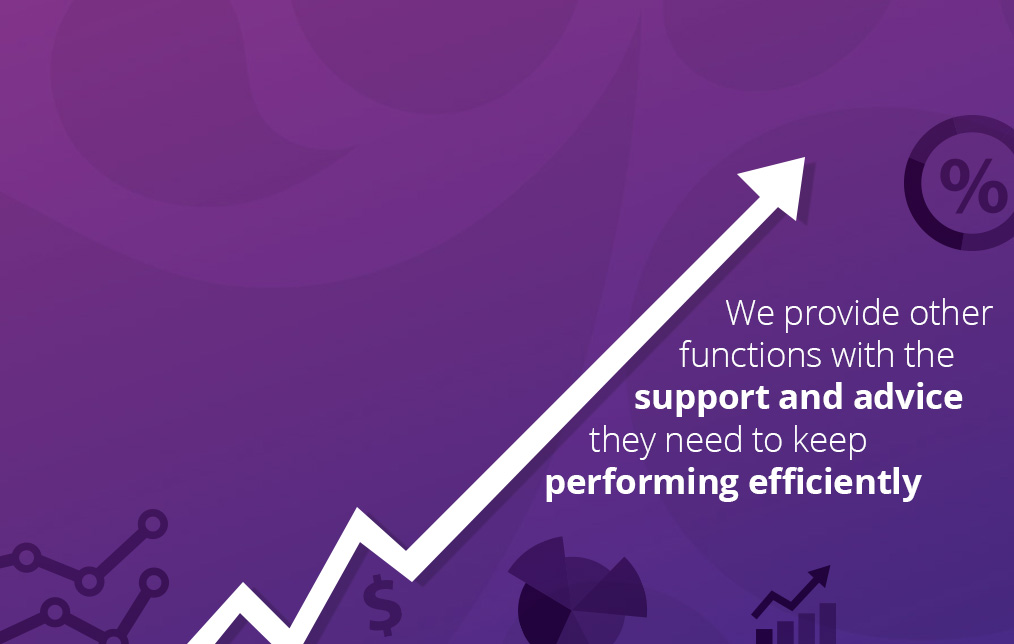 %
We provide other
functions with the
support and advice
they need to keep
performing efficiently
$